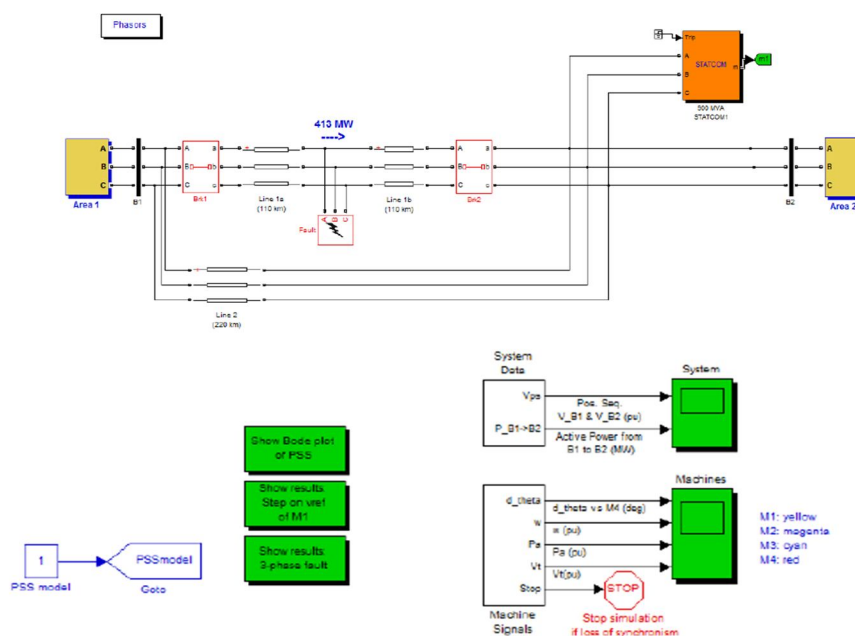 Phasors
Trip
STATCOM
A
B
C
m
m1
500 MVA
STATCOM1
413 MW
---->
A
B
C
Area 1
B1
A
B
C
a
b
c
Brk1
Line 1a
(110 km)
A B C
Fault
Line 1b
(110 km)
A
B
C
a
b
c
Brk2
B2
A
B
C
Area 2
Line 2
(220 km)
System
Data
Vps
P_B1->B2
Pos. Seq.
V_B1 & V_B2 (pu)
Active Power from
B1 to B2 (MW)
System
Show Bode plot
of PSS
Show results:
Step on vref
of M1
Show results:
3-phase fault
1
PSS model
PSSmodel
Goto
d_theta
w
Pa
Vt
Stop
Machine
Signals
d_theta vs M4 (deg)
w (pu)
Pa (pu)
Vt(pu)
STOP
Stop simulation
if loss of synchronism
Machines
M1: yellow
M2: magenta
M3: cyan
M4: red